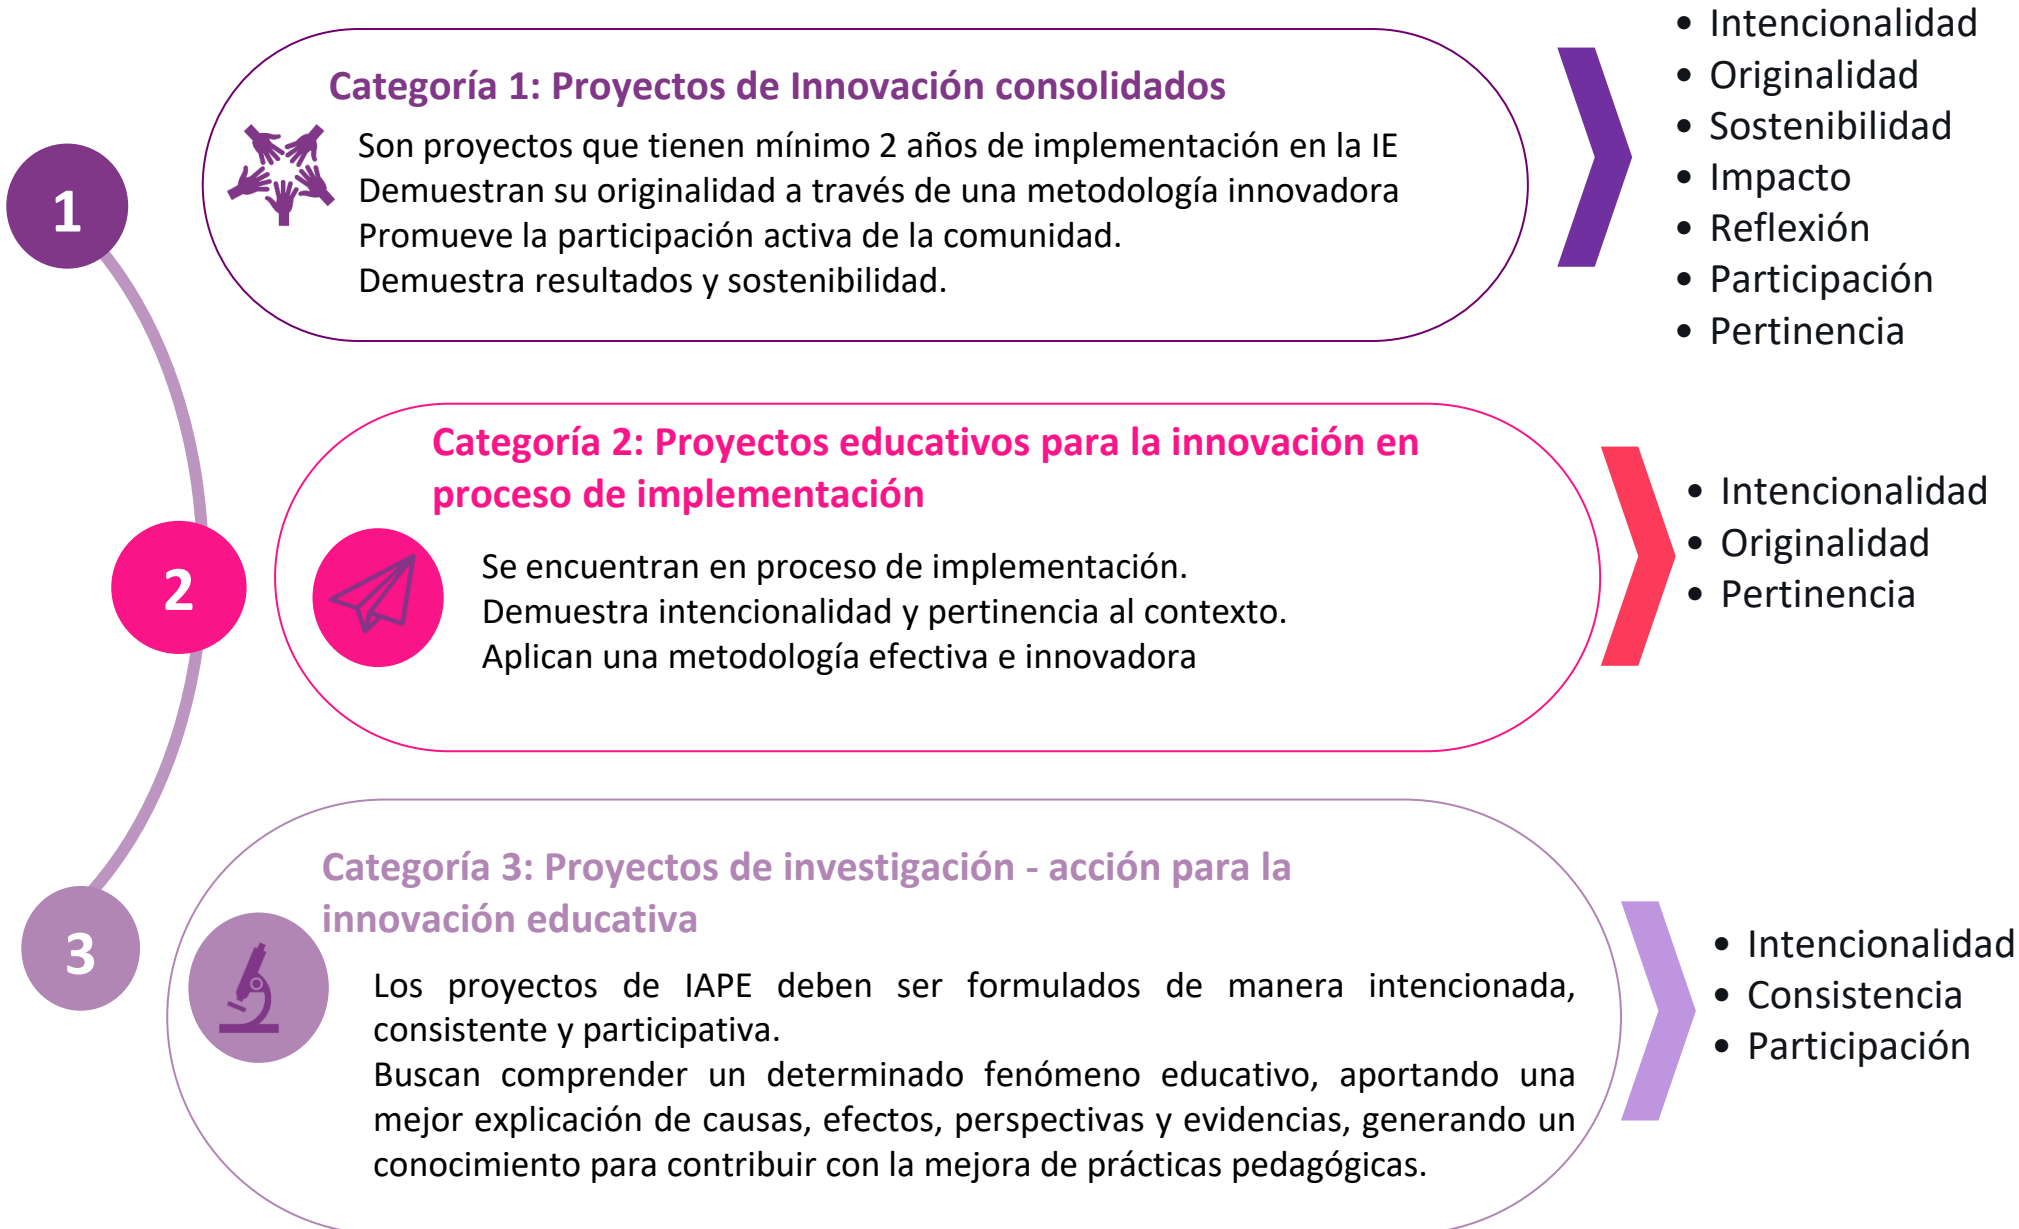 1
Categoría 1: Proyectos de Innovación consolidados
Son proyectos que tienen mínimo 2 años de implementación en la IE
Demuestran su originalidad a través de una metodología innovadora
Promueve la participación activa de la comunidad.
Demuestra resultados y sostenibilidad.
• Intencionalidad
• Originalidad
• Sostenibilidad
• Impacto
• Reflexión
• Participación
• Pertinencia
2
Categoría 2: Proyectos educativos para la innovación en
proceso de implementación
Se encuentran en proceso de implementación.
Demuestra intencionalidad y pertinencia al contexto.
Aplican una metodología efectiva e innovadora
• Intencionalidad
• Originalidad
• Pertinencia
3
Categoría 3: Proyectos de investigación - acción para la
innovación educativa
Los proyectos de IAPE deben ser formulados de manera intencionada,
consistente y participativa.
Buscan comprender un determinado fenómeno educativo, aportando una
mejor explicación de causas, efectos, perspectivas y evidencias, generando un
conocimiento para contribuir con la mejora de prácticas pedagógicas.
• Intencionalidad
• Consistencia
• Participación